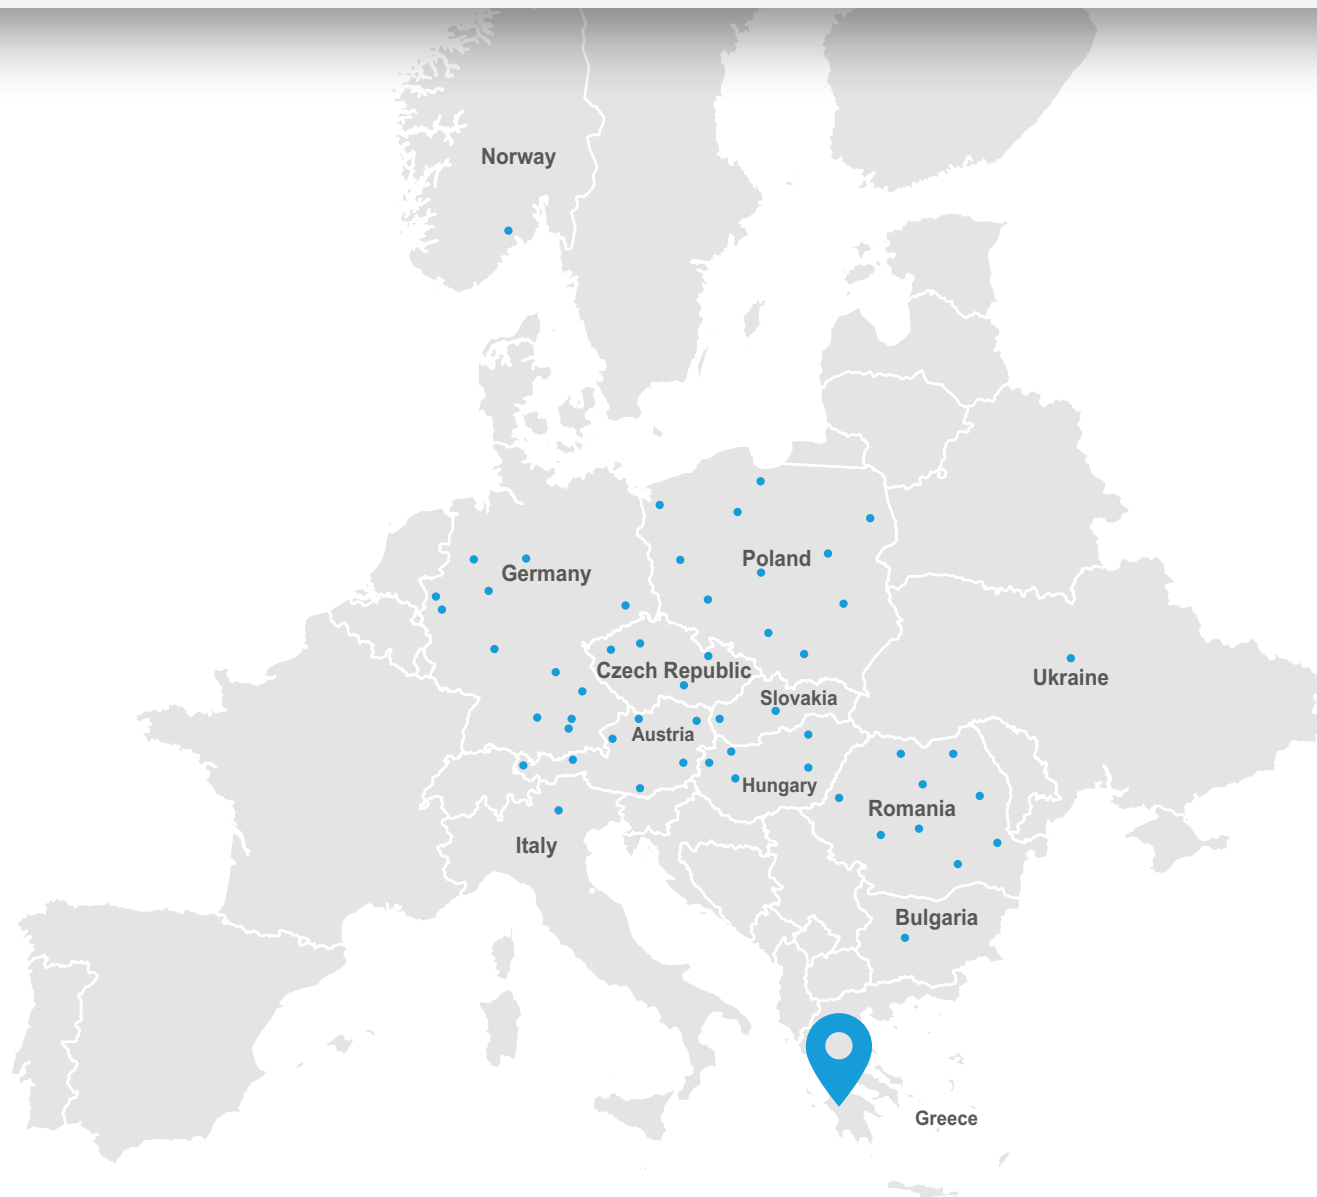 Norway
Poland
Germany
Czech Republic
Ukraine
Slovakia
Austria
Hungary
Romania
Italy
Bulgaria
Greece